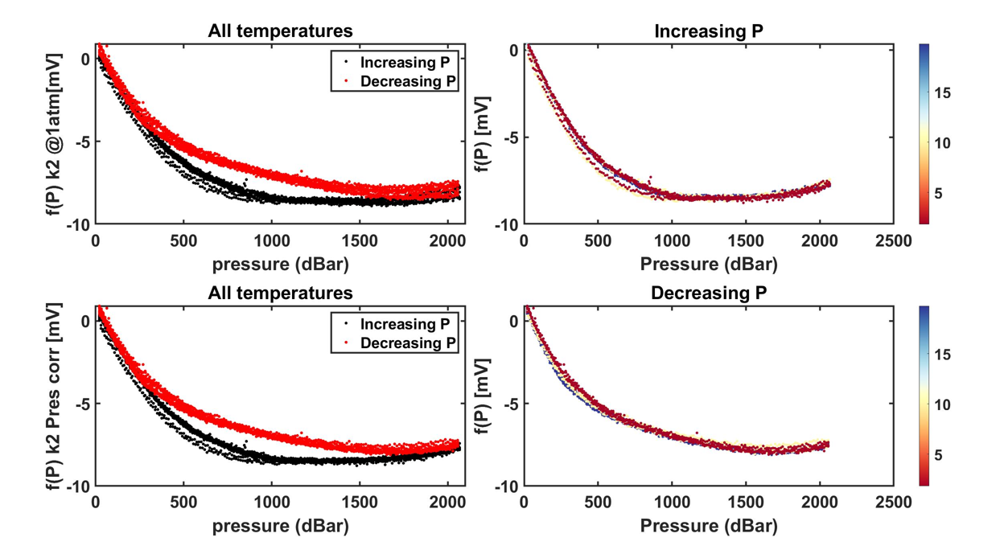 All temperatures
f(P) k2 @1atm[mV]
0
-5
-10
Increasing P
Decreasing P
0
500
1000
1500
2000
pressure (dBar)
Increasing P
f(P) [mV]
0
-5
-10
0
500
1000
1500
2000
2500
Pressure (dBar)
15
10
5
All temperatures
f(P) k2 Pres corr [mV]
0
-5
-10
Increasing P
Decreasing P
0
500
1000
1500
2000
pressure (dBar)
Decreasing P
f(P) [mV]
0
-5
-10
0
500
1000
1500
2000
2500
Pressure (dBar)
15
10
5